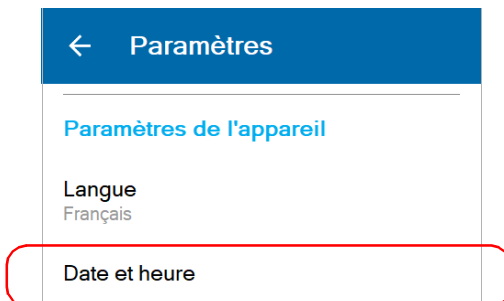 Paramètres
Paramètres de l'appareil
Langue
Français
Date et heure